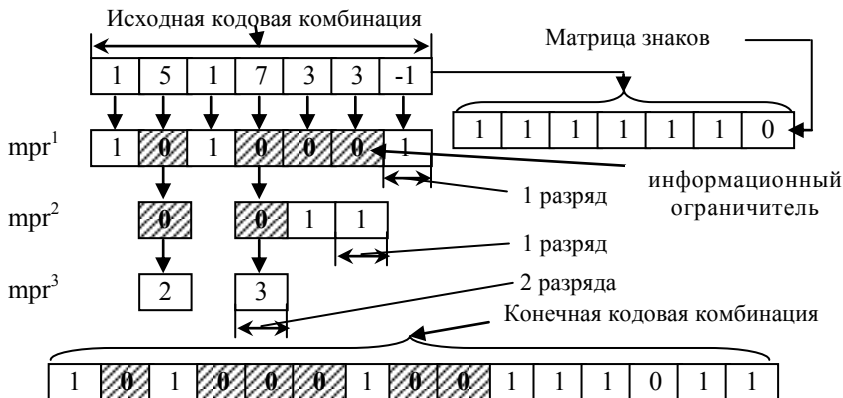 Исходная кодовая комбинация
Матрица знаков
1 5 1 7 3 3 -1
1 1 1 1 1 1 0
mpr¹ 1 0 1 0 0 0 1
информационный
ограничитель
1 разряд
mpr² 0 0 1 1
1 разряд
mpr³ 2 3
2 разряда
Конечная кодовая комбинация
1 0 1 0 0 0 1 0 0 1 1 1 0 1 1